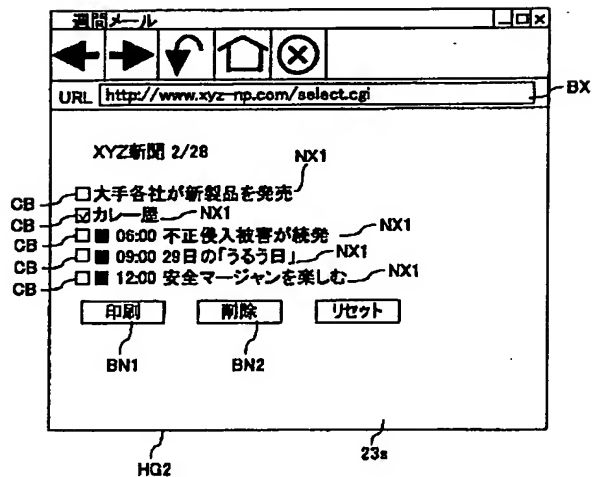 週間メール
URL http://www.xyz-np.com/select.cgi BX
XYZ新聞 2/28 NX1
CB 大手各社が新製品を発売
CB カレー暦 NX1
CB 06:00 不正侵入被害が続発 NX1
CB 09:00 29日の「うるう日」 NX1
CB 12:00 安全マージャンを楽しむ NX1
印刷 削除 リセット
BN1 BN2
HG2 23s